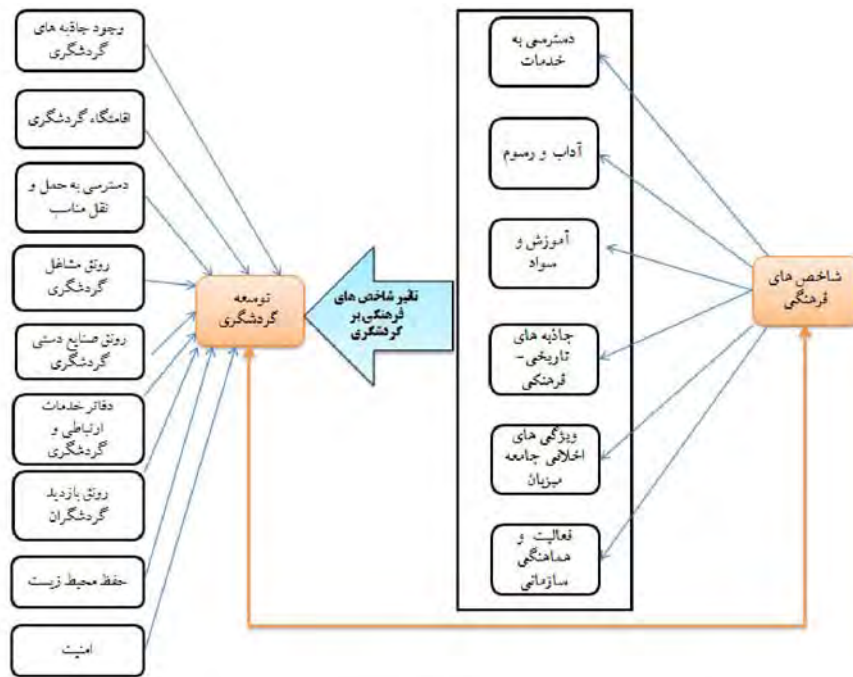 شاخص های
فرهنگی
دسترسی به
خدمات
آداب و رسوم
آموزش و
سواد
جاذبه های
تاریخی-
فرهنگی
ویژگی های
اخلاقی جامعه
میزبان
فعالیت و
هماهنگی
سازمانی
تاثیر شاخص های
فرهنگی بر
گردشگری
توسعه
گردشگری
وجود جاذبه های
گردشگری
اقامتگاه گردشگری
دسترسی به حمل و
نقل مناسب
رونق مشاغل
گردشگری
رونق صنایع دستی
گردشگری
دفاتر خدمات
ارتباطی و
گردشگری
رونق بازدید
گردشگران
حفظ محیط زیست
امنیت